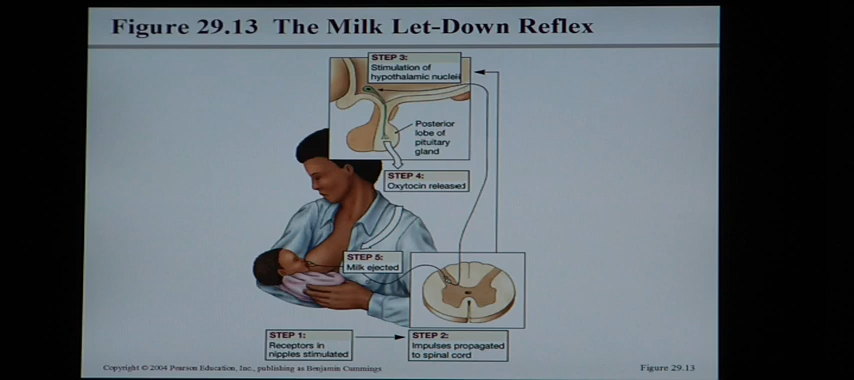 Figure 29.13 The Milk Let-Down Reflex
STEP 3:
Stimulation of
hypothalamic nucleii
Posterior
lobe of
pituitary
gland
STEP 4:
Oxytocin released
STEP 5:
Milk ejected
STEP 1:
Receptors in
nipples stimulated
STEP 2:
Impulses propagated
to spinal cord
Copyright © 2004 Pearson Education, Inc., publishing as Benjamin Cummings
Figure 29.13